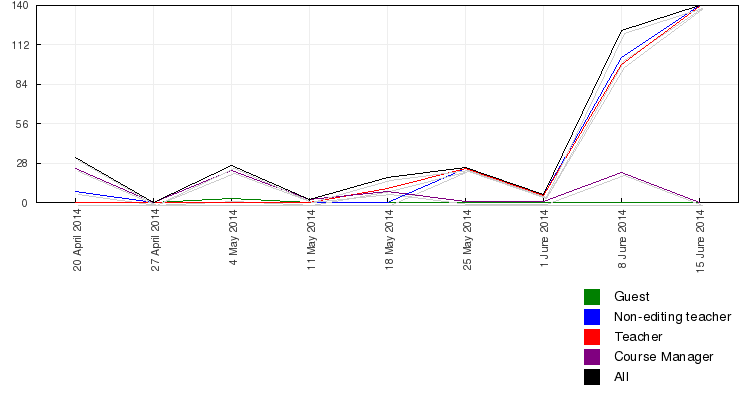 140
112
84
56
28
0
20 April 2014
27 April 2014
4 May 2014
11 May 2014
18 May 2014
25 May 2014
1 June 2014
8 June 2014
15 June 2014
Guest
Non-editing teacher
Teacher
Course Manager
All